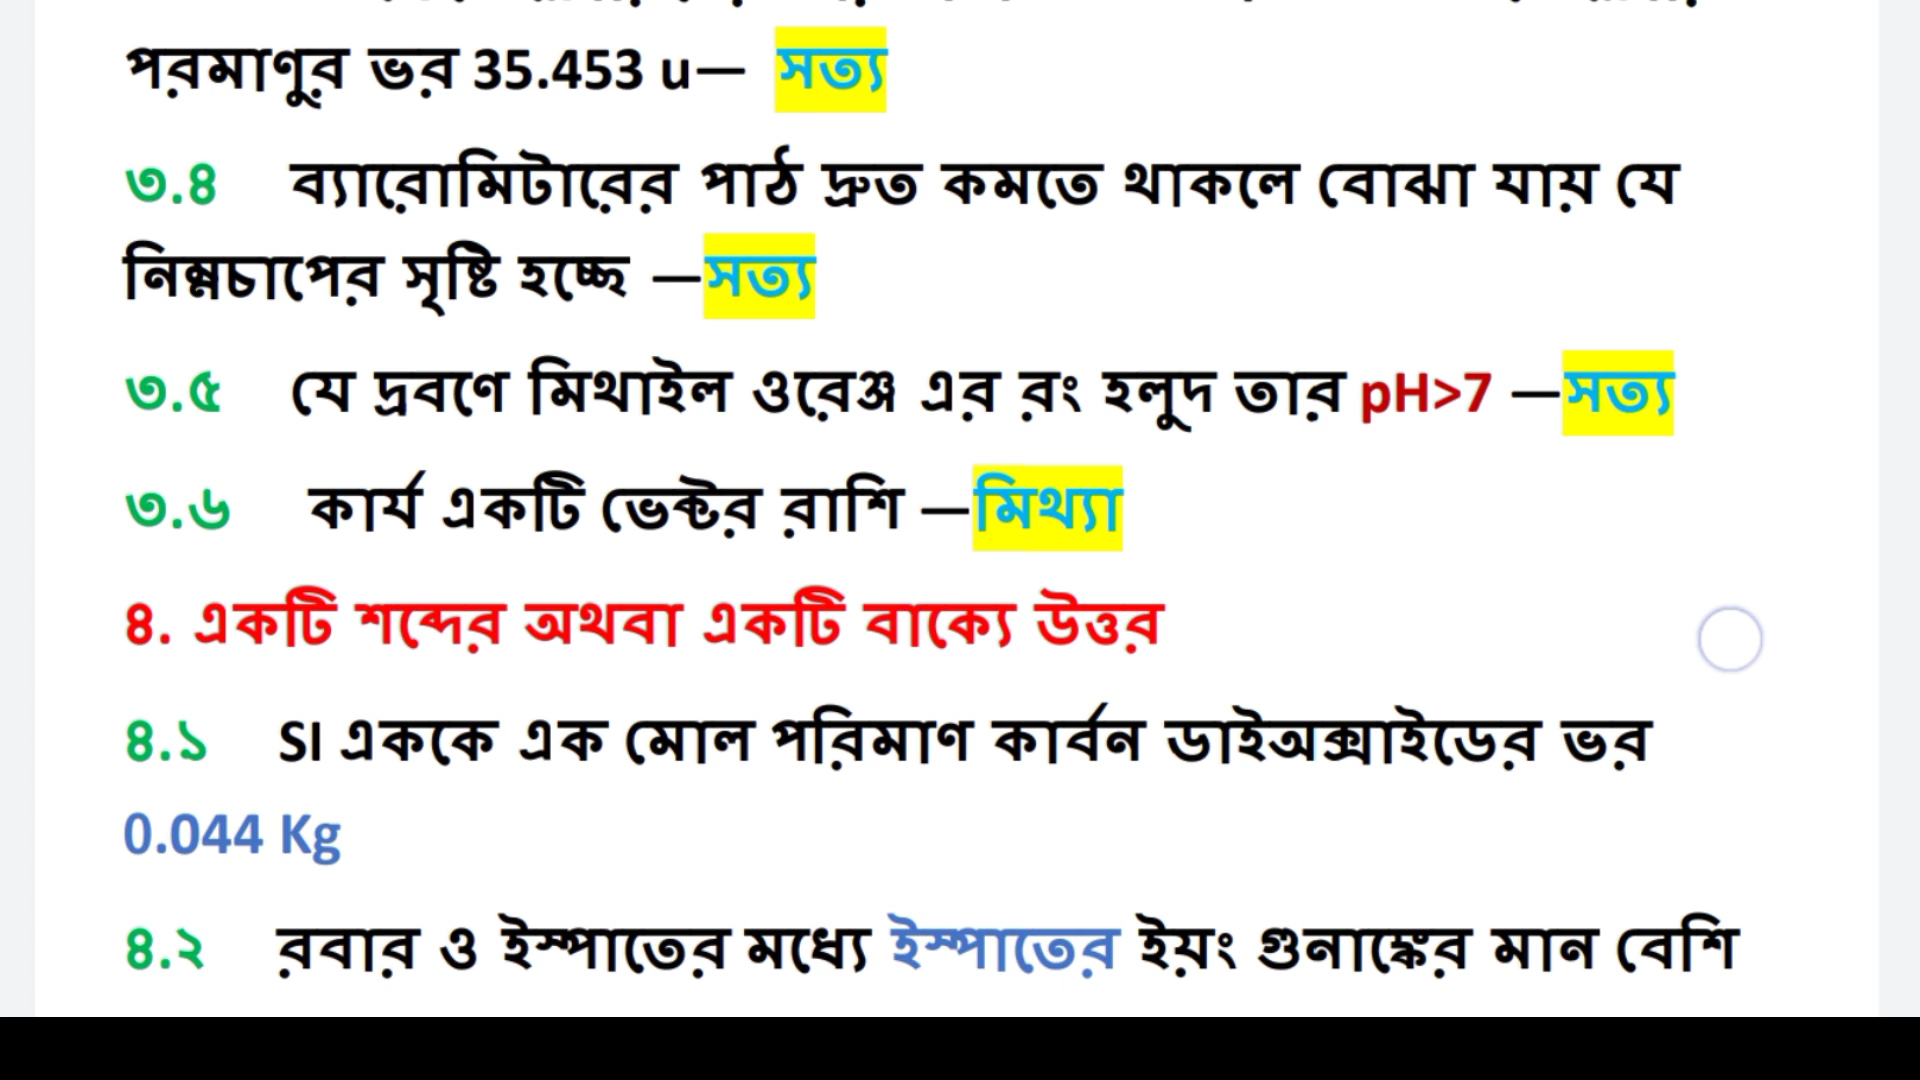 পরমাণুর ভর 35.453 u— সত্য
৩.৪ ব্যারোমিটারের পাঠ দ্রুত কমতে থাকলে বোঝা যায় যে
নিম্নচাপের সৃষ্টি হচ্ছে —সত্য
৩.৫ যে দ্রবণে মিথাইল ওরেঞ্জ এর রং হলুদ তার pH>7 —সত্য
৩.৬ কার্য একটি ভেক্টর রাশি —মিথ্যা
৪. একটি শব্দের অথবা একটি বাক্যে উত্তর
৪.১ SI এককে এক মোল পরিমাণ কার্বন ডাইঅক্সাইডের ভর
0.044 Kg
৪.২ রবার ও ইস্পাতের মধ্যে ইস্পাতের ইয়ং গুনাঙ্কের মান বেশি